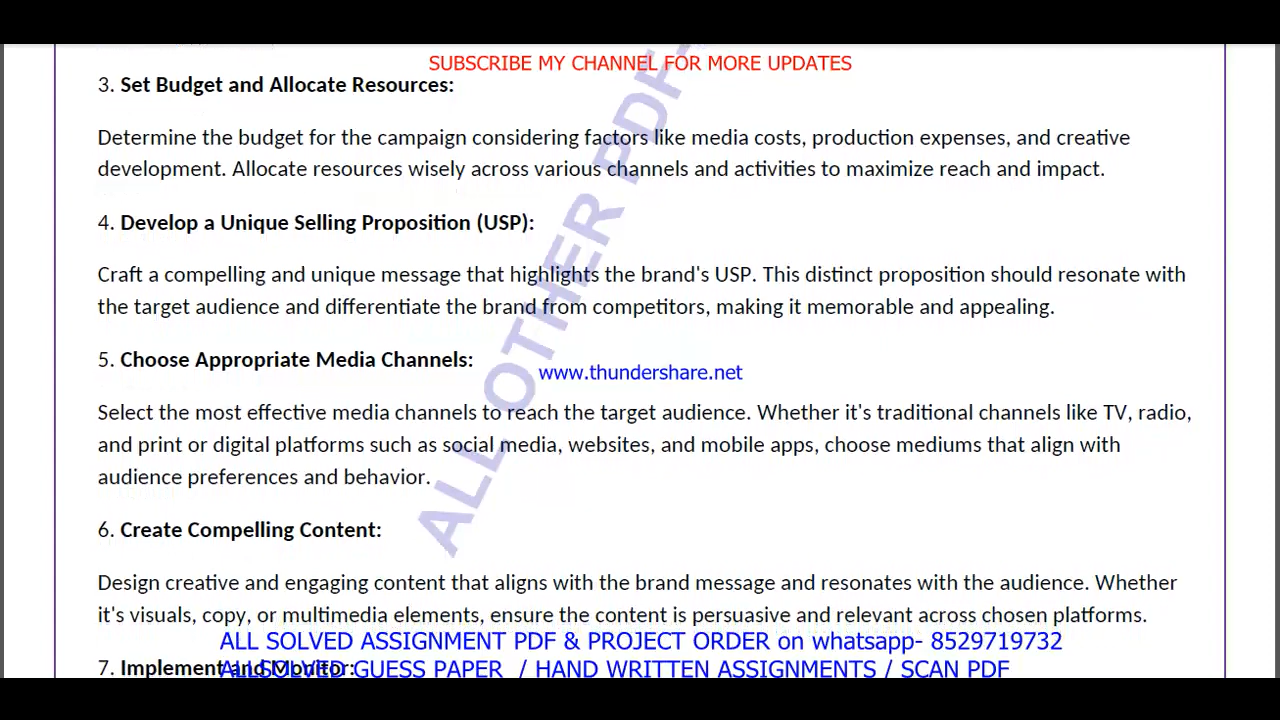 SUBSCRIBE MY CHANNEL FOR MORE UPDATES
3. Set Budget and Allocate Resources:
Determine the budget for the campaign considering factors like media costs, production expenses, and creative
development. Allocate resources wisely across various channels and activities to maximize reach and impact.
4. Develop a Unique Selling Proposition (USP):
Craft a compelling and unique message that highlights the brand's USP. This distinct proposition should resonate with
the target audience and differentiate the brand from competitors, making it memorable and appealing.
5. Choose Appropriate Media Channels:
www.thundershare.net
Select the most effective media channels to reach the target audience. Whether it's traditional channels like TV, radio,
and print or digital platforms such as social media, websites, and mobile apps, choose mediums that align with
audience preferences and behavior.
6. Create Compelling Content:
Design creative and engaging content that aligns with the brand message and resonates with the audience. Whether
it's visuals, copy, or multimedia elements, ensure the content is persuasive and relevant across chosen platforms.
ALL SOLVED ASSIGNMENT PDF & PROJECT ORDER on whatsapp- 8529719732
7. Implement and Monitor:
ALL SOLVED GUESS PAPER / HAND WRITTEN ASSIGNMENTS / SCAN PDF
ALL OTHER PDF